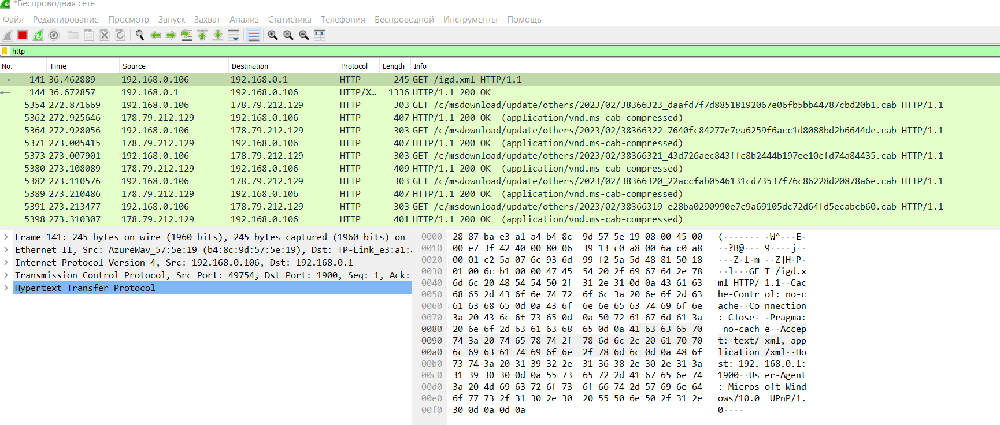 *Беспроводная сеть
Файл Редактирование Просмотр Запуск Захват Анализ Статистика Телефония Беспроводной Инструменты Помощь
http
No. Time Source Destination Protocol Length Info
141 36.462889 192.168.0.106 192.168.0.1 HTTP 245 GET /igd.xml HTTP/1.1
144 36.672857 192.168.0.1 192.168.0.106 HTTP/X… 1336 HTTP/1.1 200 OK
5354 272.871669 192.168.0.106 178.79.212.129 HTTP 303 GET /c/msdownload/update/others/2023/02/38366323_daafd7f7d88518192067e06fb5bb44787cbd20b1.cab HTTP/1.1
5362 272.925646 178.79.212.129 192.168.0.106 HTTP 407 HTTP/1.1 200 OK (application/vnd.ms-cab-compressed)
5364 272.928056 192.168.0.106 178.79.212.129 HTTP 303 GET /c/msdownload/update/others/2023/02/38366322_7640fc84277e7ea6259f6acc1d8088bd2b6644de.cab HTTP/1.1
5371 273.005415 178.79.212.129 192.168.0.106 HTTP 407 HTTP/1.1 200 OK (application/vnd.ms-cab-compressed)
5373 273.007901 192.168.0.106 178.79.212.129 HTTP 303 GET /c/msdownload/update/others/2023/02/38366321_43d726aec843ffc8b2444b197ee10cfd74a84435.cab HTTP/1.1
5380 273.108089 178.79.212.129 192.168.0.106 HTTP 409 HTTP/1.1 200 OK (application/vnd.ms-cab-compressed)
5382 273.110576 192.168.0.106 178.79.212.129 HTTP 303 GET /c/msdownload/update/others/2023/02/38366320_22accfab0546131cd73537f76c86228d20878a6e.cab HTTP/1.1
5389 273.210486 178.79.212.129 192.168.0.106 HTTP 407 HTTP/1.1 200 OK (application/vnd.ms-cab-compressed)
5391 273.213477 192.168.0.106 178.79.212.129 HTTP 303 GET /c/msdownload/update/others/2023/02/38366319_e28ba0290990e7c9a69105dc72d64fd5ecabcb60.cab HTTP/1.1
5398 273.310307 178.79.212.129 192.168.0.106 HTTP 401 HTTP/1.1 200 OK (application/vnd.ms-cab-compressed)
Frame 141: 245 bytes on wire (1960 bits), 245 bytes captured (1960 bits) on
Ethernet II, Src: AzureWav_57:5e:19 (b4:8c:9d:57:5e:19), Dst: TP-Link_e3:a1:
Internet Protocol Version 4, Src: 192.168.0.106, Dst: 192.168.0.1
Transmission Control Protocol, Src Port: 49754, Dst Port: 1900, Seq: 1, Ack:
Hypertext Transfer Protocol
0000 28 87 ba e3 a1 a4 b4 8c 9d 57 5e 19 08 00 45 00 (······· ·W^···E·
0010 00 e7 3f 42 40 00 80 06 39 13 c0 a8 00 6a c0 a8 ··?B@··· 9····j··
0020 00 01 c2 5a 07 6c 93 6d 99 f2 5a 5d 48 81 50 18 ···Z·l·m ··Z]H·P·
0030 01 00 6c b1 00 00 47 45 54 20 2f 69 67 64 2e 78 ··l···GE T /igd.x
0040 6d 6c 20 48 54 54 50 2f 31 2e 31 0d 0a 43 61 63 ml HTTP/ 1.1··Cac
0050 68 65 2d 43 6f 6e 74 72 6f 6c 3a 20 6e 6f 2d 63 he-Contr ol: no-c
0060 61 63 68 65 0d 0a 43 6f 6e 6e 65 63 74 69 6f 6e ache··Co nnection
0070 3a 20 43 6c 6f 73 65 0d 0a 50 72 61 67 6d 61 3a : Close· ·Pragma:
0080 20 6e 6f 2d 63 61 63 68 65 0d 0a 41 63 63 65 70 no-cach e··Accep
0090 74 3a 20 74 65 78 74 2f 78 6d 6c 2c 20 61 70 70 t: text/ xml, app
00a0 6c 69 63 61 74 69 6f 6e 2f 78 6d 6c 0d 0a 48 6f lication /xml··Ho
00b0 73 74 3a 20 31 39 32 2e 31 36 38 2e 30 2e 31 3a st: 192. 168.0.1:
00c0 31 39 30 30 0d 0a 55 73 65 72 2d 41 67 65 6e 74 1900··Us er-Agent
00d0 3a 20 4d 69 63 72 6f 73 6f 66 74 2d 57 69 6e 64 : Micros oft-Wind
00e0 6f 77 73 2f 31 30 2e 30 20 55 50 6e 50 2f 31 2e ows/10.0 UPnP/1.
00f0 30 0d 0a 0d 0a 0····